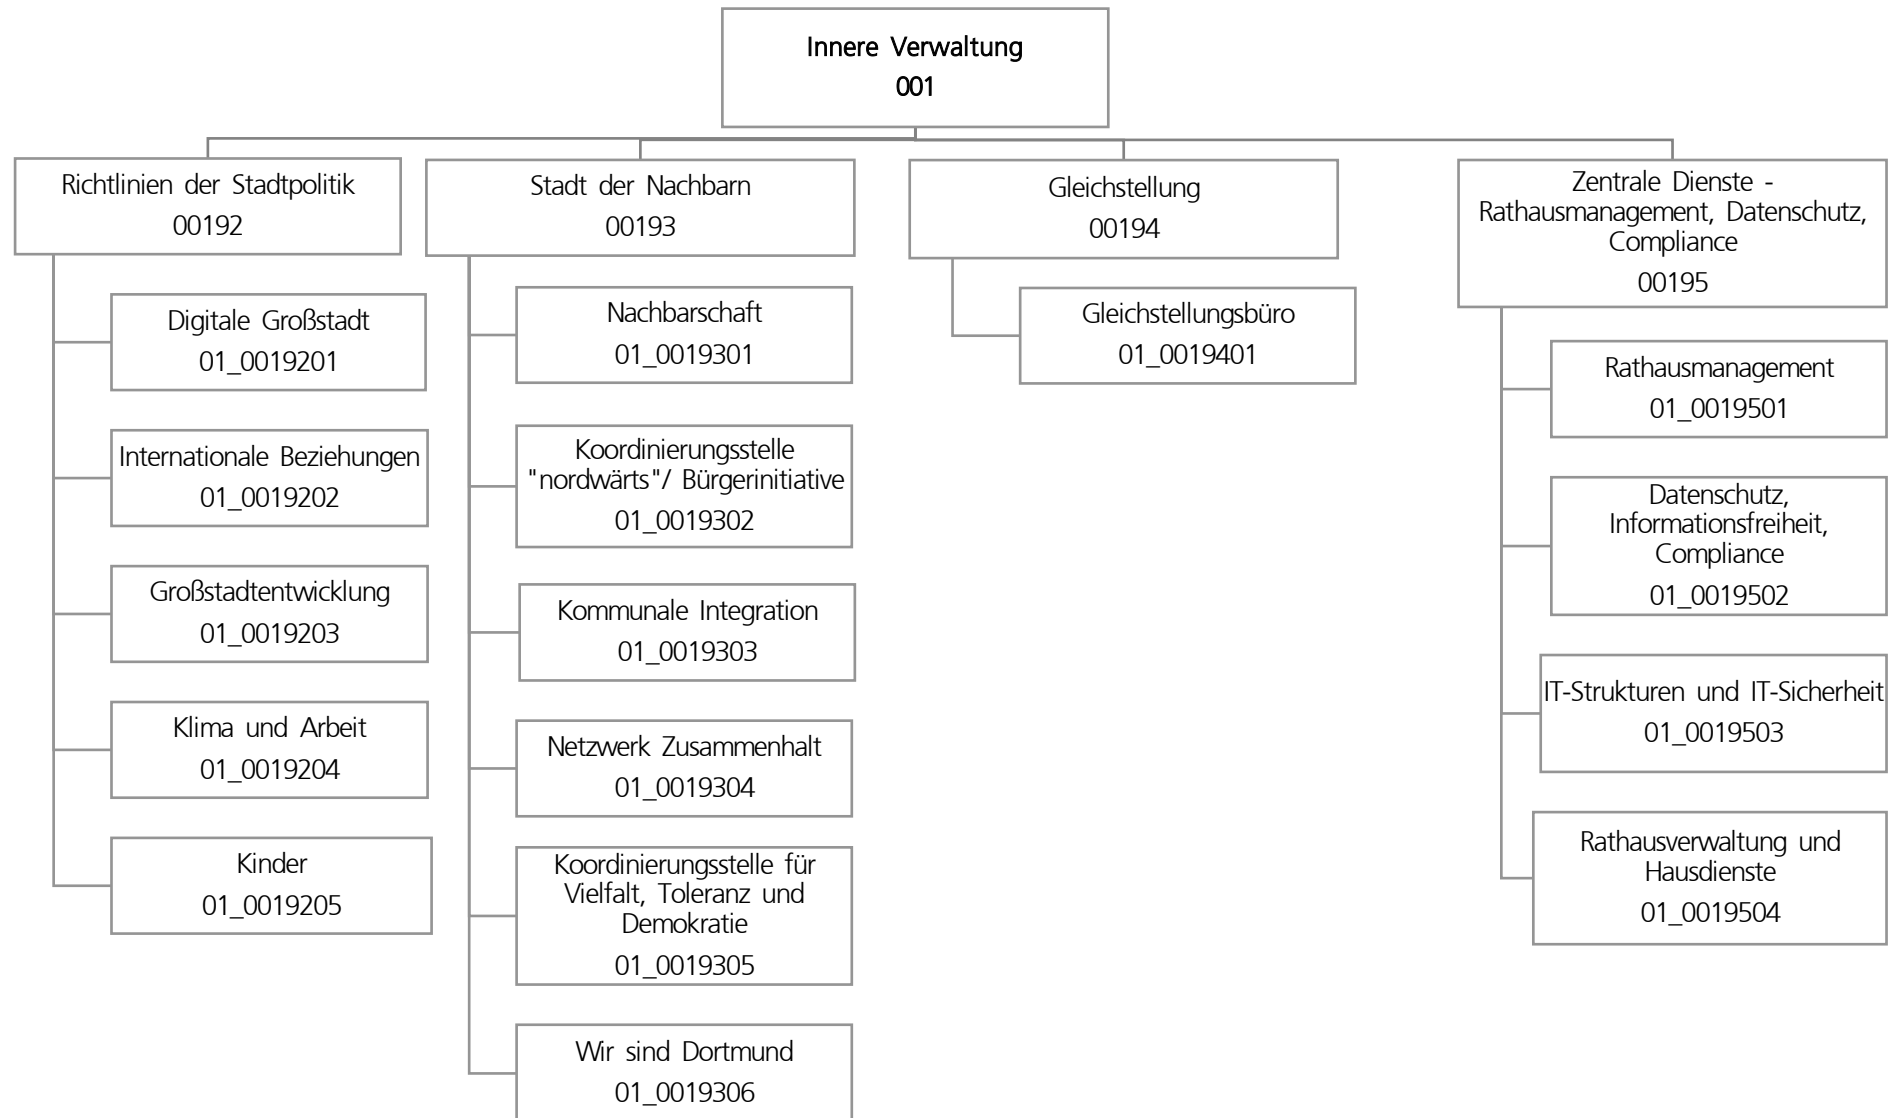 Innere Verwaltung
001
Richtlinien der Stadtpolitik
00192
Digitale Großstadt
01_0019201
Internationale Beziehungen
01_0019202
Großstadtentwicklung
01_0019203
Klima und Arbeit
01_0019204
Kinder
01_0019205
Stadt der Nachbarn
00193
Nachbarschaft
01_0019301
Koordinierungsstelle
"nordwärts"/ Bürgerinitiative
01_0019302
Kommunale Integration
01_0019303
Netzwerk Zusammenhalt
01_0019304
Koordinierungsstelle für
Vielfalt, Toleranz und
Demokratie
01_0019305
Wir sind Dortmund
01_0019306
Gleichstellung
00194
Gleichstellungsbüro
01_0019401
Zentrale Dienste -
Rathausmanagement, Datenschutz,
Compliance
00195
Rathausmanagement
01_0019501
Datenschutz,
Informationsfreiheit,
Compliance
01_0019502
IT-Strukturen und IT-Sicherheit
01_0019503
Rathausverwaltung und
Hausdienste
01_0019504